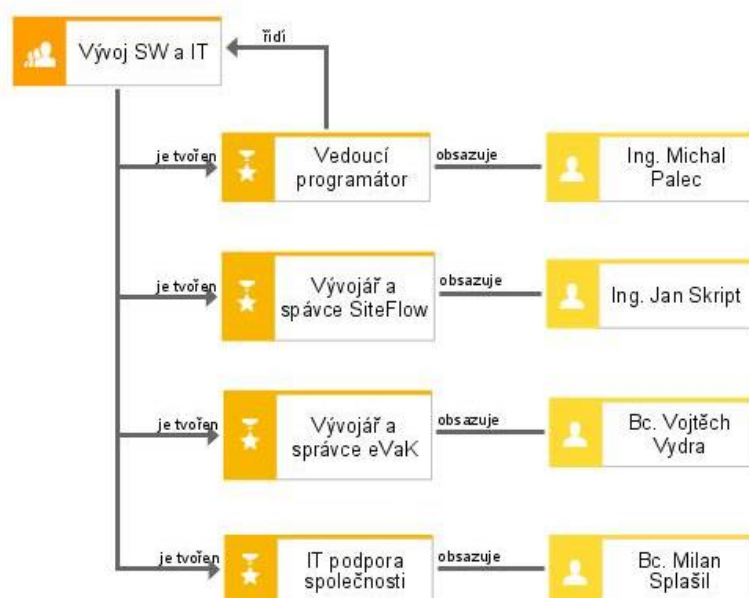 Vývoj SW a IT
řídí
je tvořen
Vedoucí
programátor
obsazuje
Ing. Michal
Palec
je tvořen
Vývojář a
spávce SiteFlow
obsazuje
Ing. Jan Skript
je tvořen
Vývojář a
správce eVaK
obsazuje
Bc. Vojtěch
Vydra
je tvořen
IT podpora
společnosti
obsazuje
Bc. Milan
Splašil